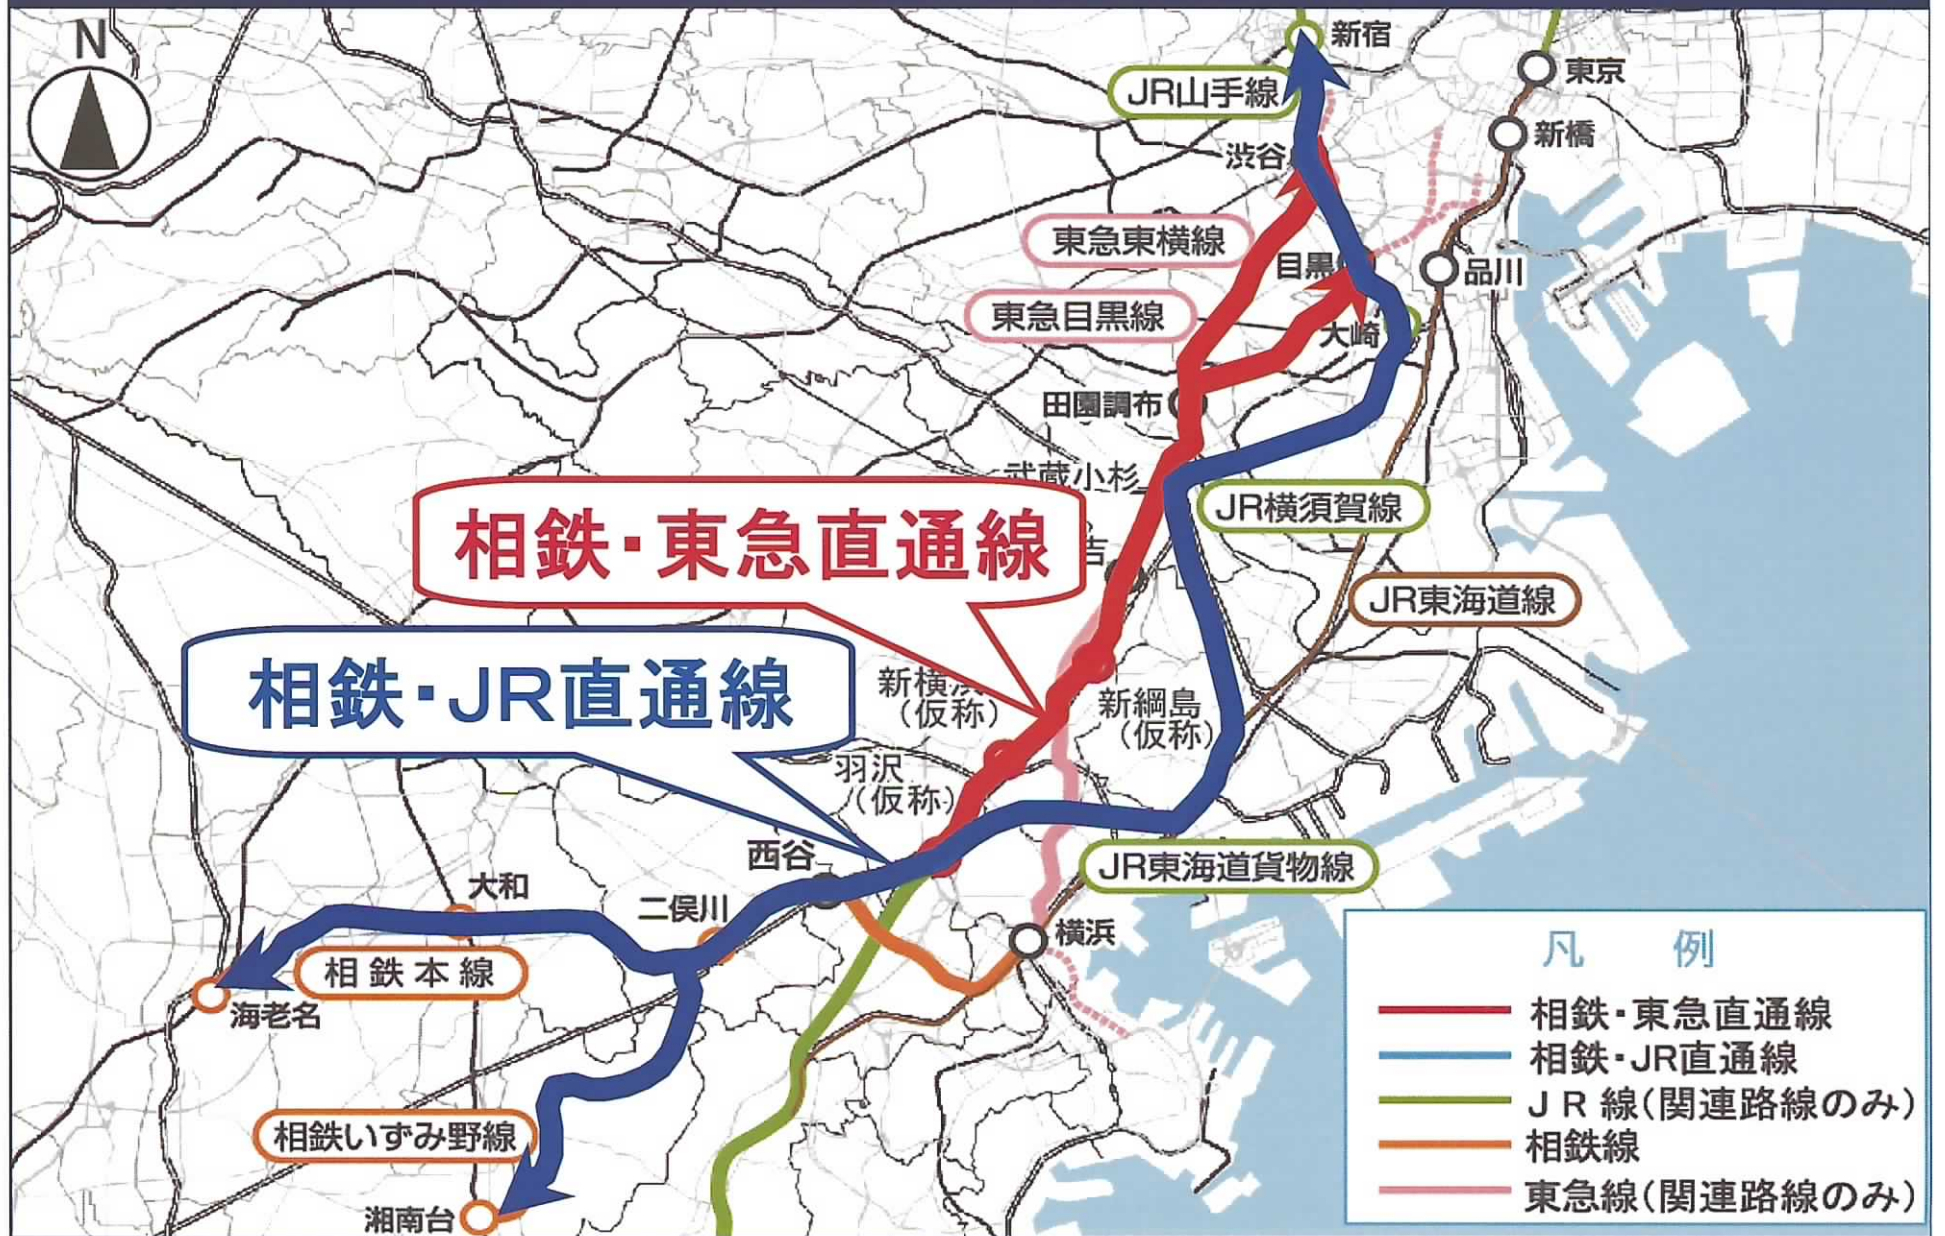 N
新宿
東京
JR山手線
新橋
渋谷
東急東横線
目黒
品川
東急目黒線
大崎
田園調布
武蔵小杉
JR横須賀線
相鉄・東急直通線
吉
JR東海道線
相鉄・JR直通線
新横浜
(仮称)
新綱島
(仮称)
羽沢
(仮称)
西谷
JR東海道貨物線
大和
二俣川
横浜
相鉄本線
海老名
相鉄いずみ野線
湘南台
凡 例
相鉄・東急直通線
相鉄・JR直通線
JR線(関連路線のみ)
相鉄線
東急線(関連路線のみ)